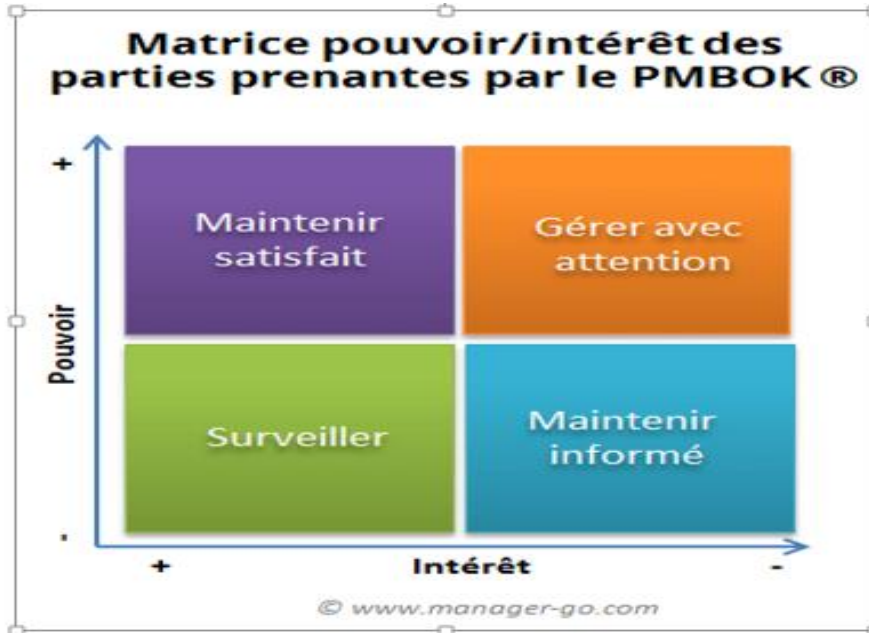 Matrice pouvoir/intérêt des
parties prenantes par le PMBOK ®
+
Maintenir
satisfait
Gérer avec
attention
Pouvoir
Surveiller
Maintenir
informé
-
+ Intérêt -
© www.manager-go.com